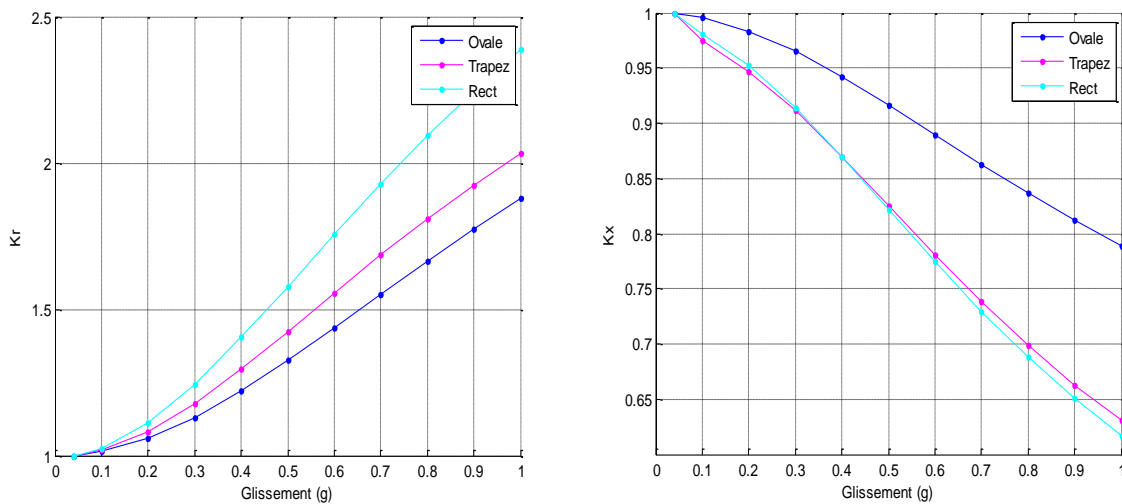 2.5
2
1.5
1
Kr
0 0.1 0.2 0.3 0.4 0.5 0.6 0.7 0.8 0.9 1
Glissement (g)
Ovale
Trapez
Rect
1
0.95
0.9
0.85
0.8
0.75
0.7
0.65
Kx
0 0.1 0.2 0.3 0.4 0.5 0.6 0.7 0.8 0.9 1
Glissement (g)
Ovale
Trapez
Rect